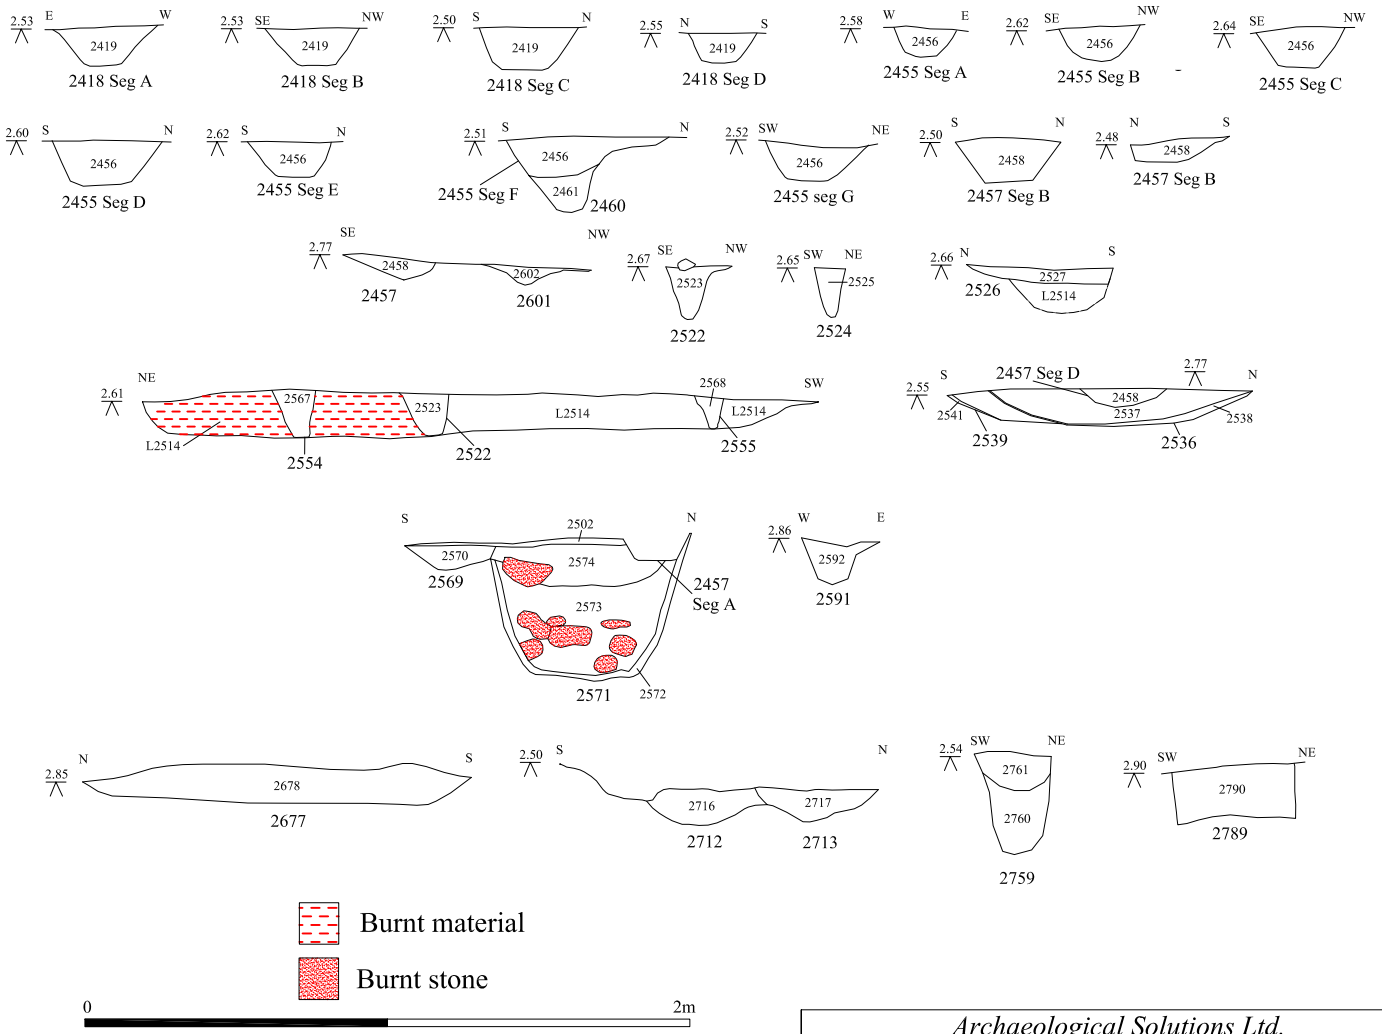 E W SE NW S N N S W E SE NW SE NW
2.53 2.53 2.50 2.55 2.58 2.62 2.64
2419 2419 2419 2419 2456 2456 2456
2418 Seg A 2418 Seg B 2418 Seg C 2418 Seg D 2455 Seg A 2455 Seg B 2455 Seg C
S N S N S N SW NE S N N S
2.60 2.62 2.51 2.52 2.50 2.48
2456 2456 2456 2456 2458 2458
2461
2455 Seg D 2455 Seg E 2455 Seg F 2460 2455 seg G 2457 Seg B 2457 Seg B
SE NW SE NW SW NE N S
2.77 2.67 2.65 2.66
2458 2602 2523 2525 2527
L2514
2457 2601 2522 2524 2526
NE SW S N
2.61 2.55 2.77
2457 Seg D
2567 2523 L2514 2568 L2514 2458
2541 2537 2538
L2514
2554 2522 2555 2539 2536
S N W E
2502 2.86
2570 2574 2592
2569 2457
Seg A 2591
2573
2571 2572
N S S N SW NE SW NE
2.85 2.50 2.54 2.90
2678 2716 2717 2761 2790
2760
2677 2712 2713 2759 2789
Burnt material
Burnt stone
0 2m
Archaeological Solutions Ltd.